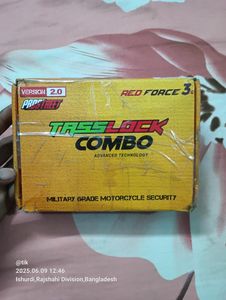 VERSION 2.0
PROSTREET
RED FORCE 3
TASSLOCK
COMBO
ADVANCED TECHNOLOGY
MILITARY GRADE MOTORCYCLE SECURITY
@tik
2025.06.09 12:46
Ishurdi,Rajshahi Division,Bangladesh